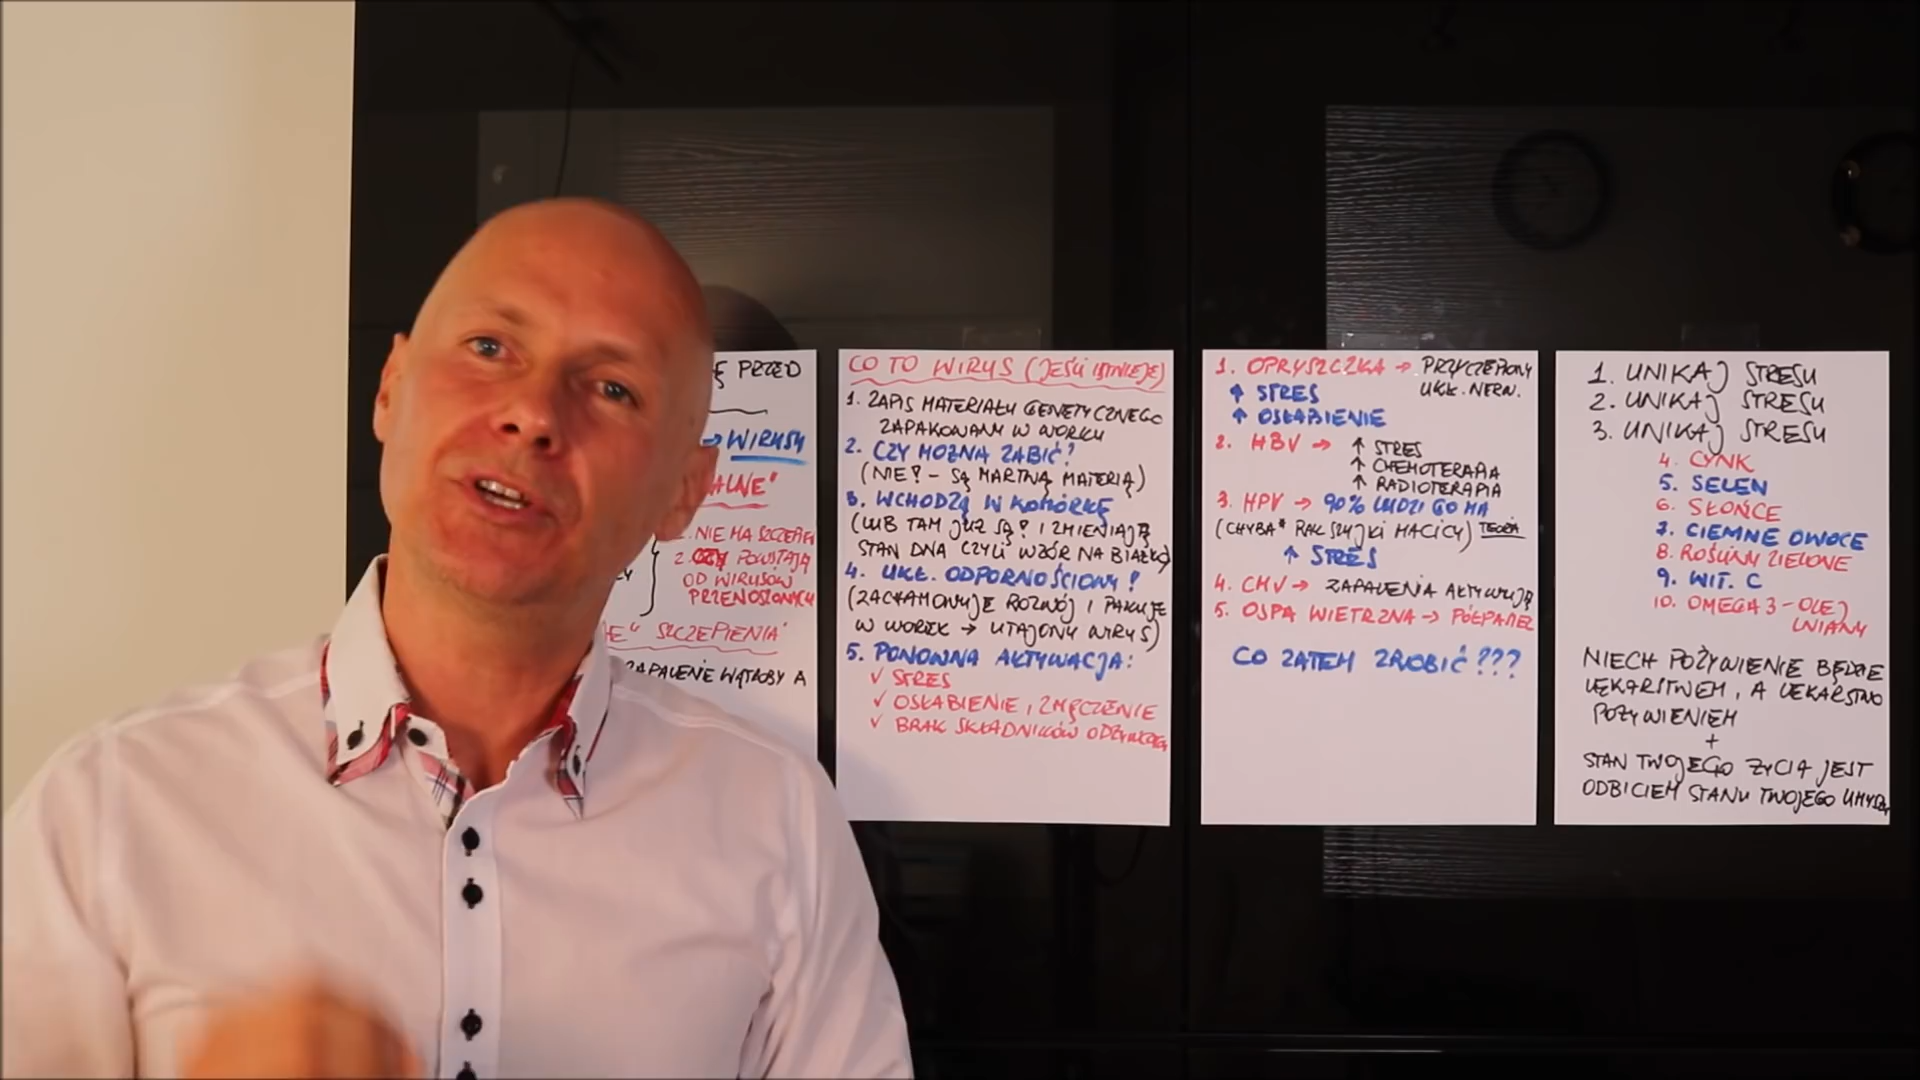 Ę PRZED
→ WIRUSY
ALNE"
1. NIE MA SZCZEPIEŃ
2. POWSTAJĄ
OD WIRUSÓW
PRZENOSZONYCH
E" SZCZEPIENIA"
ZAPALENIE WĄTROBY A
CO TO WIRUS (JEŚLI ISTNIEJE)
1. ZAPIS MATERIAŁU GENETYCZNEGO
ZAPAKOWANY W WORKU
2. CZY MOŻNA ZABIĆ?
(NIE? - SĄ MARTWĄ MATERIĄ)
3. WCHODZĄ W KOMÓRKĘ
(LUB TAM JUŻ SĄ? I ZMIENIAJĄ
STAN DNA CZYLI WZÓR NA BIAŁKO)
4. UKŁ. ODPORNOŚCIOWY!
(ZACHAMOWUJE ROZWÓJ I PAKUJE
W WOREK → UTAJONY WIRUS)
5. PONOWNA AKTYWACJA:
√ STRES
√ OSŁABIENIE, ZMĘCZENIE
√ BRAK SKŁADNIKÓW ODŻYWCZYCH
1. OPRYSZCZKA → PRZYCZEPIONY
UKŁ. NERW.
↑ STRES
↑ OSŁABIENIE
2. HBV → ↑ STRES
↑ CHEMOTERAPIA
↑ RADIOTERAPIA
3. HPV → 90% LUDZI GO MA
(CHYBA* RAK SZYJKI MACICY) TEORIA
↑ STRES
4. CMV → ZAPALENIA AKTYWUJĄ
5. OSPA WIETRZNA → PÓŁPASIEC
CO ZATEM ZROBIĆ???
1. UNIKAJ STRESU
2. UNIKAJ STRESU
3. UNIKAJ STRESU
4. CYNK
5. SELEN
6. SŁOŃCE
7. CIEMNE OWOCE
8. ROŚLINY ZIELONE
9. WIT. C
10. OMEGA 3 - OLEJ
LNIANY
NIECH POŻYWIENIE BĘDZIE
LEKARSTWEM, A LEKARSTWO
POŻYWIENIEM
+
STAN TWOJEGO ŻYCIA JEST
ODBICIEM STANU TWOJEGO UMYSŁU